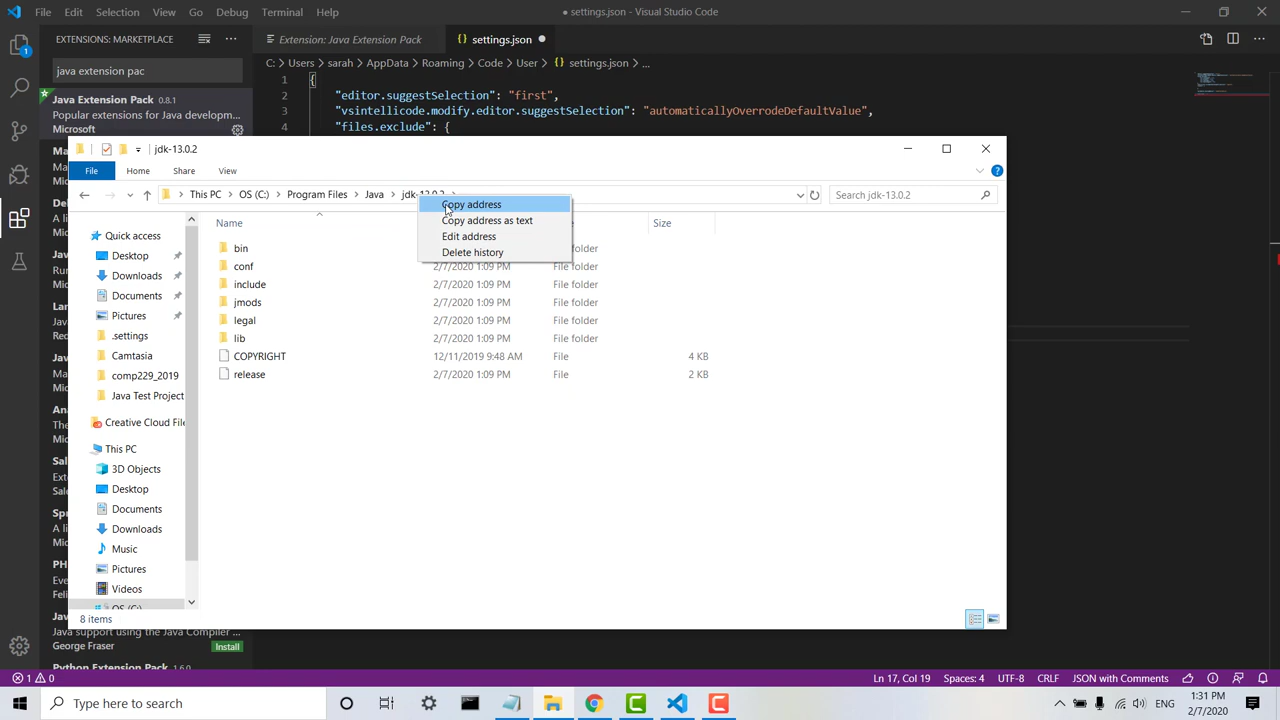 File Edit Selection View Go Debug Terminal Help
● settings.json - Visual Studio Code
EXTENSIONS: MARKETPLACE
Extension: Java Extension Pack
settings.json
java extension pac
C: > Users > sarah > AppData > Roaming > Code > User > settings.json > ...
1 {
Java Extension Pack 0.8.1
Popular extensions for Java developm...
Microsoft
2 "editor.suggestSelection": "first",
3 "vsintellicode.modify.editor.suggestSelection": "automaticallyOverrodeDefaultValue",
4 "files.exclude": {
jdk-13.0.2
File Home Share View
This PC > OS (C:) > Program Files > Java > jdk-13.0.2 >
Search jdk-13.0.2
Copy address
Copy address as text
Edit address
Delete history
Name
Size
bin folder
conf 2/7/2020 1:09 PM File folder
include 2/7/2020 1:09 PM File folder
jmods 2/7/2020 1:09 PM File folder
legal 2/7/2020 1:09 PM File folder
lib 2/7/2020 1:09 PM File folder
COPYRIGHT 12/11/2019 9:48 AM File 4 KB
release 2/7/2020 1:09 PM File 2 KB
Quick access
Desktop
Downloads
Documents
Pictures
.settings
Camtasia
comp229_2019
Java Test Project
Creative Cloud File
This PC
3D Objects
Desktop
Documents
Downloads
Music
Pictures
Videos
OS (C:)
8 items
Java support using the Java Compiler ...
George Fraser
Install
Python Extension Pack 1.6.0
1 0
Ln 17, Col 19 Spaces: 4 UTF-8 CRLF JSON with Comments
Type here to search
ENG
1:31 PM
2/7/2020